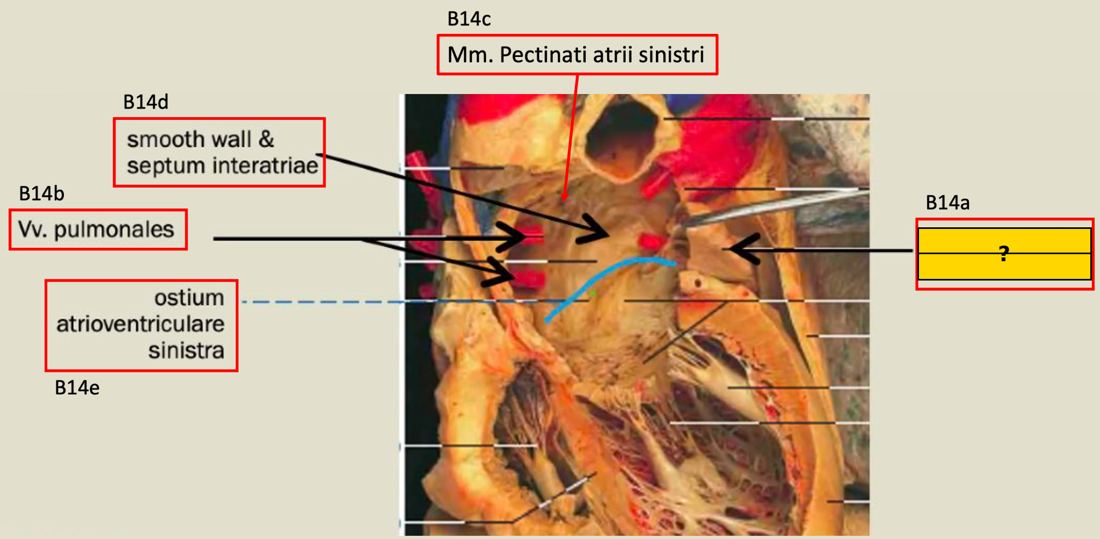 B14c
Mm. Pectinati atrii sinistri
B14d
smooth wall &
septum interatriae
B14b
Vv. pulmonales
B14a
?
ostium
atrioventriculare
sinistra
B14e